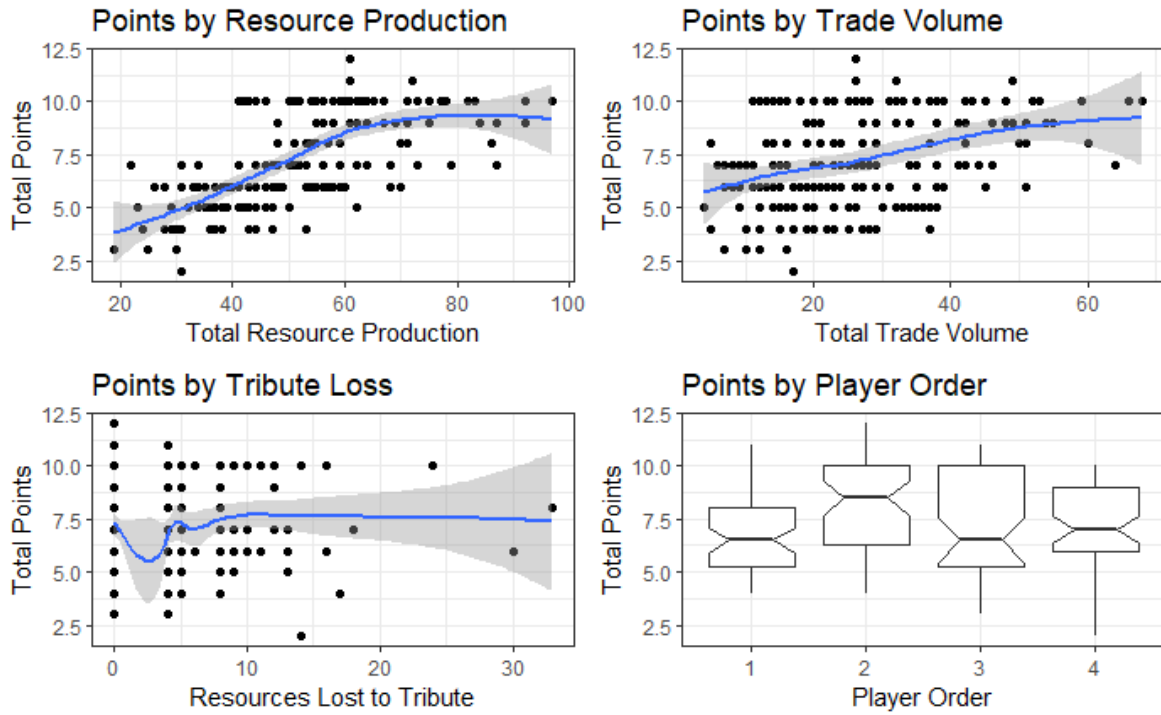 Points by Resource Production
12.5
10.0
7.5
5.0
2.5
Total Points
20 40 60 80 100
Total Resource Production
Points by Trade Volume
12.5
10.0
7.5
5.0
2.5
Total Points
20 40 60
Total Trade Volume
Points by Tribute Loss
12.5
10.0
7.5
5.0
2.5
Total Points
0 10 20 30
Resources Lost to Tribute
Points by Player Order
12.5
10.0
7.5
5.0
2.5
Total Points
1 2 3 4
Player Order